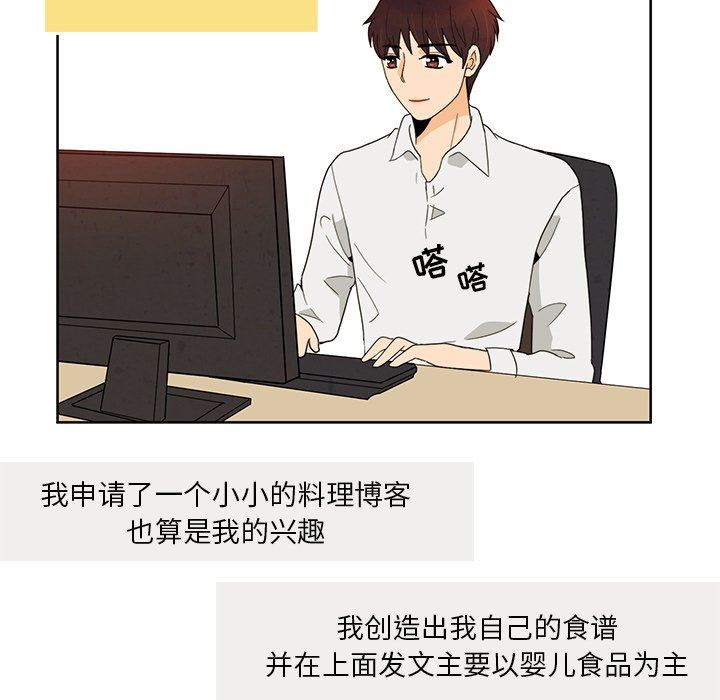 嗒
嗒
我申请了一个小小的料理博客
也算是我的兴趣
我创造出我自己的食谱
并在上面发文主要以婴儿食品为主